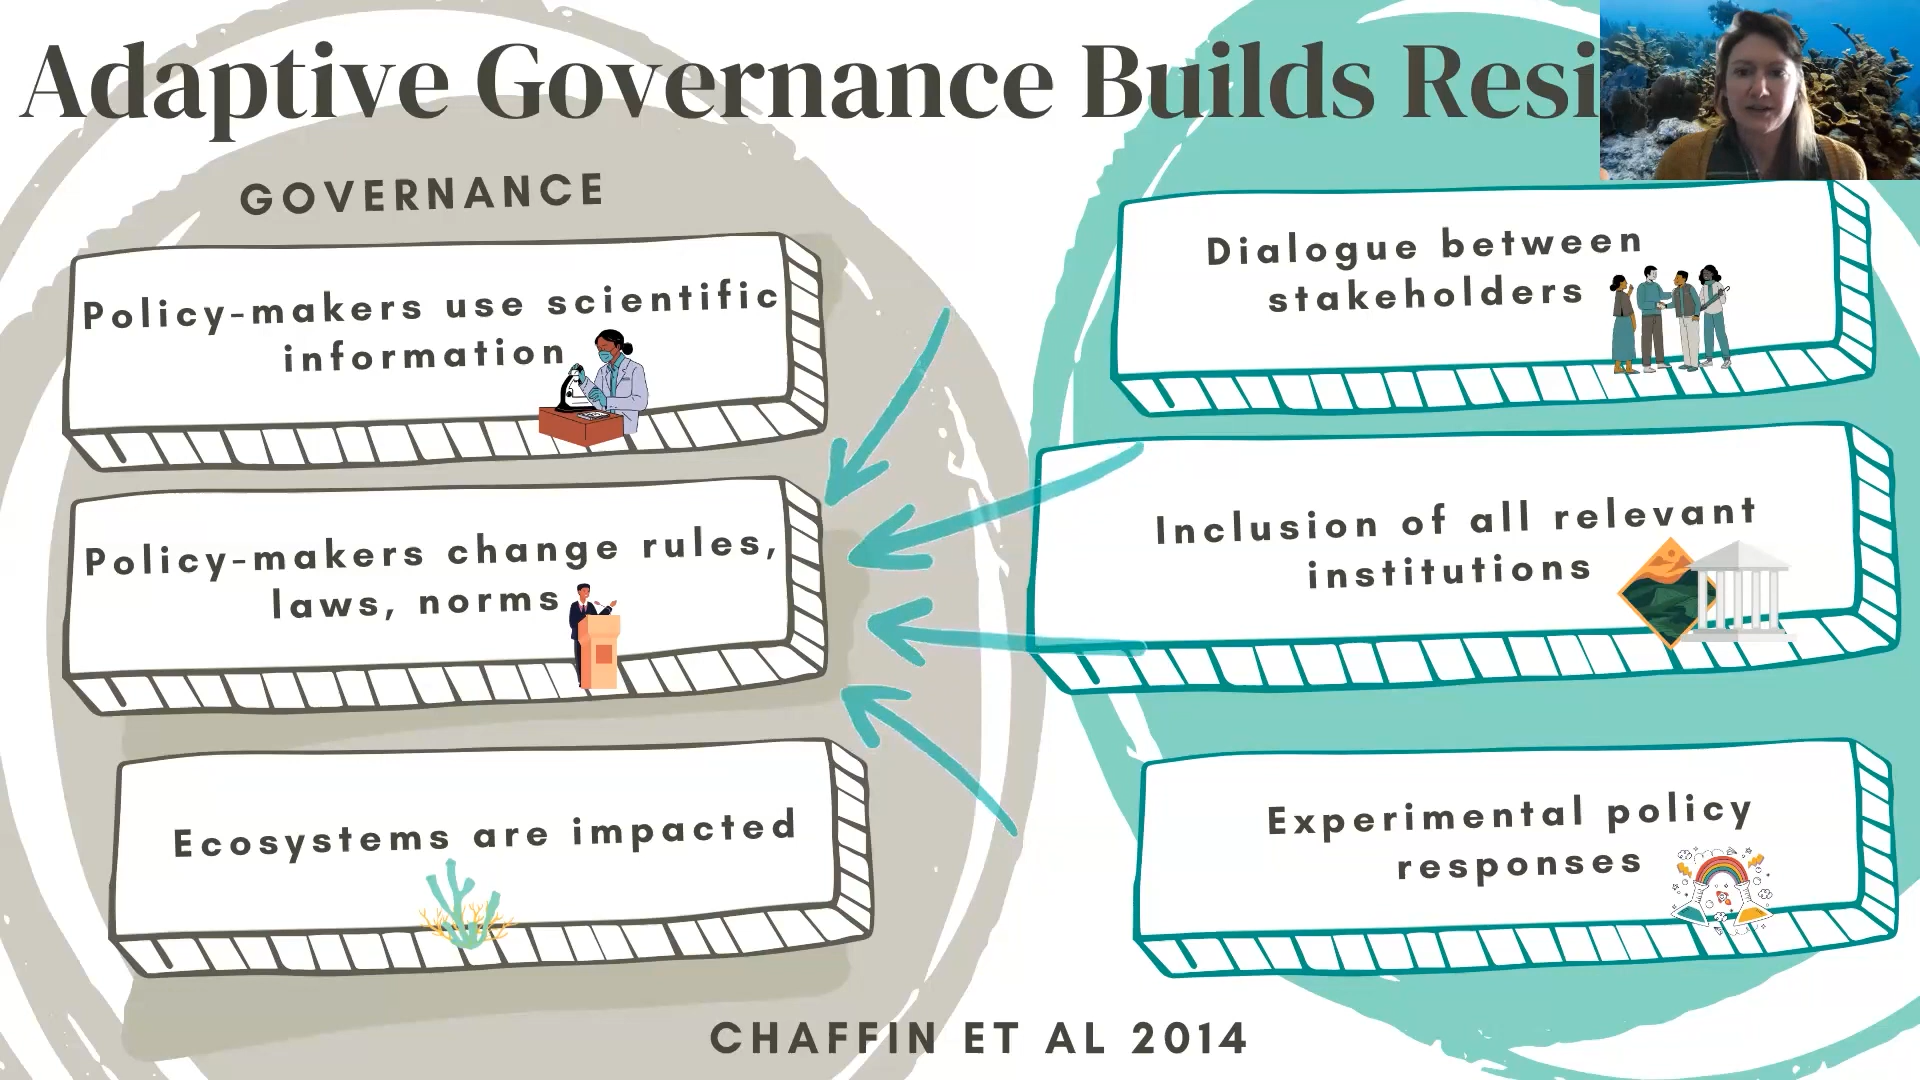 Adaptive Governance Builds Resi
GOVERNANCE
Policy-makers use scientific
information
Policy-makers change rules,
laws, norms
Ecosystems are impacted
Dialogue between
stakeholders
Inclusion of all relevant
institutions
Experimental policy
responses
CHAFFIN ET AL 2014